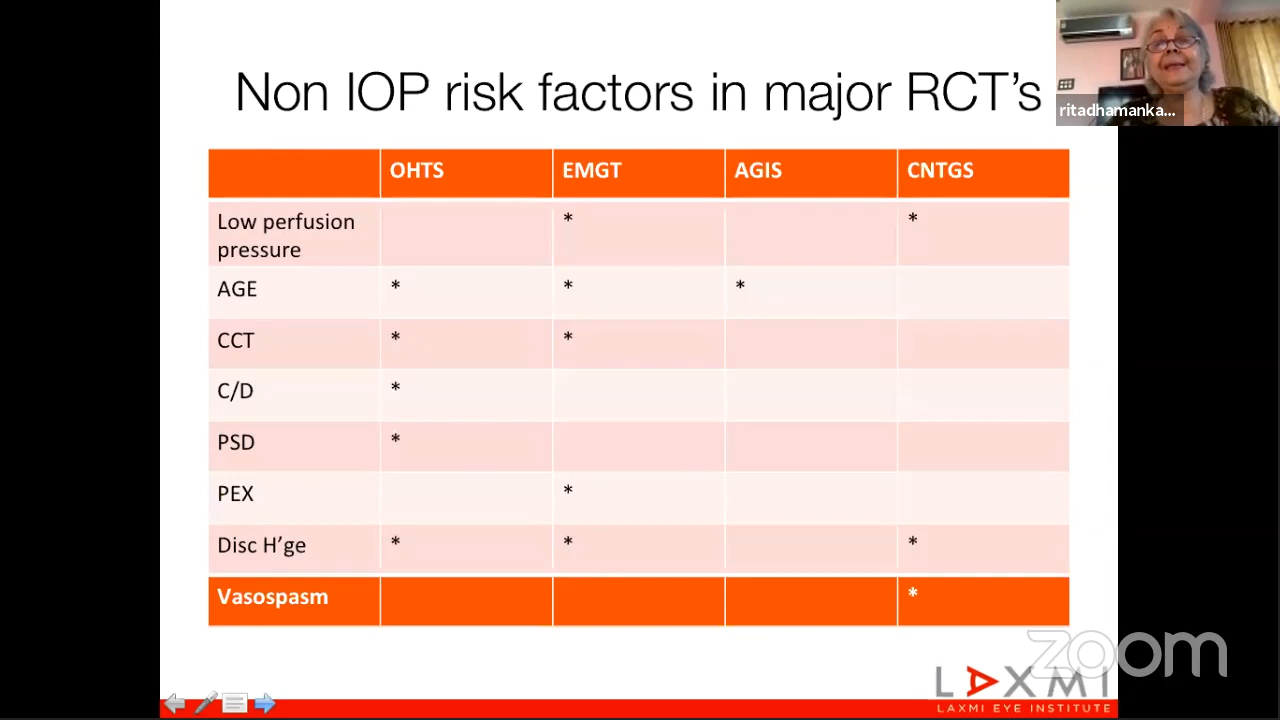 Non IOP risk factors in major RCT's
ritadhamanka...
OHTS EMGT AGIS CNTGS
Low perfusion * *
pressure
AGE * * *
CCT * *
C/D *
PSD *
PEX *
Disc H'ge * * *
Vasospasm *
zoom
LAXMI
LAXMI EYE INSTITUTE